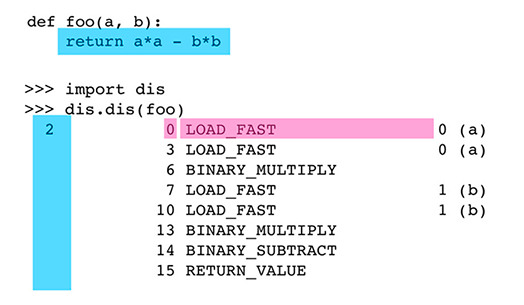 def foo(a, b):
    return a*a - b*b
>>> import dis
>>> dis.dis(foo)
  2           0 LOAD_FAST                0 (a)
              3 LOAD_FAST                0 (a)
              6 BINARY_MULTIPLY
              7 LOAD_FAST                1 (b)
             10 LOAD_FAST                1 (b)
             13 BINARY_MULTIPLY
             14 BINARY_SUBTRACT
             15 RETURN_VALUE